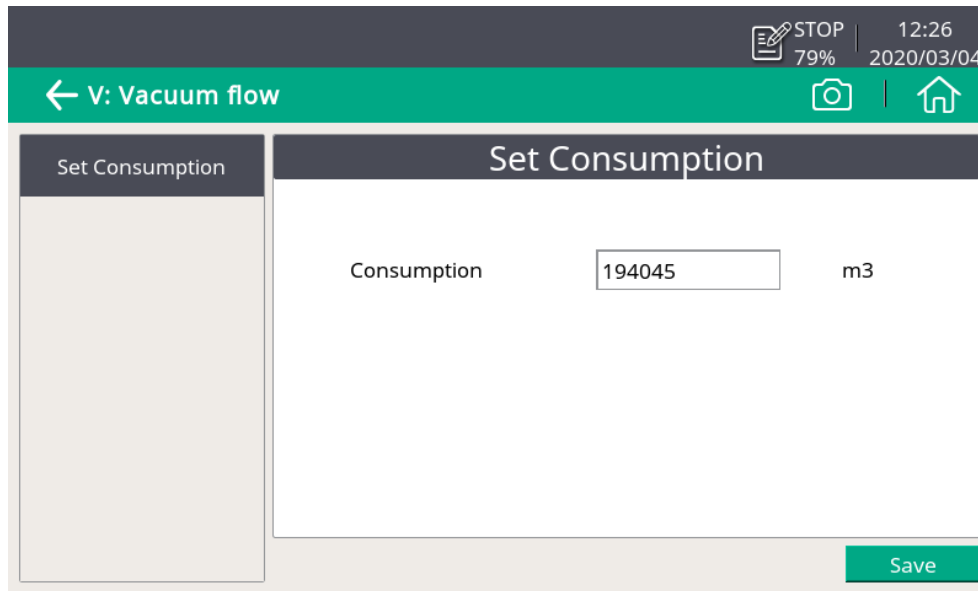 STOP 12:26
79% 2020/03/04
V: Vacuum flow
Set Consumption
Set Consumption
Consumption 194045 m3
Save